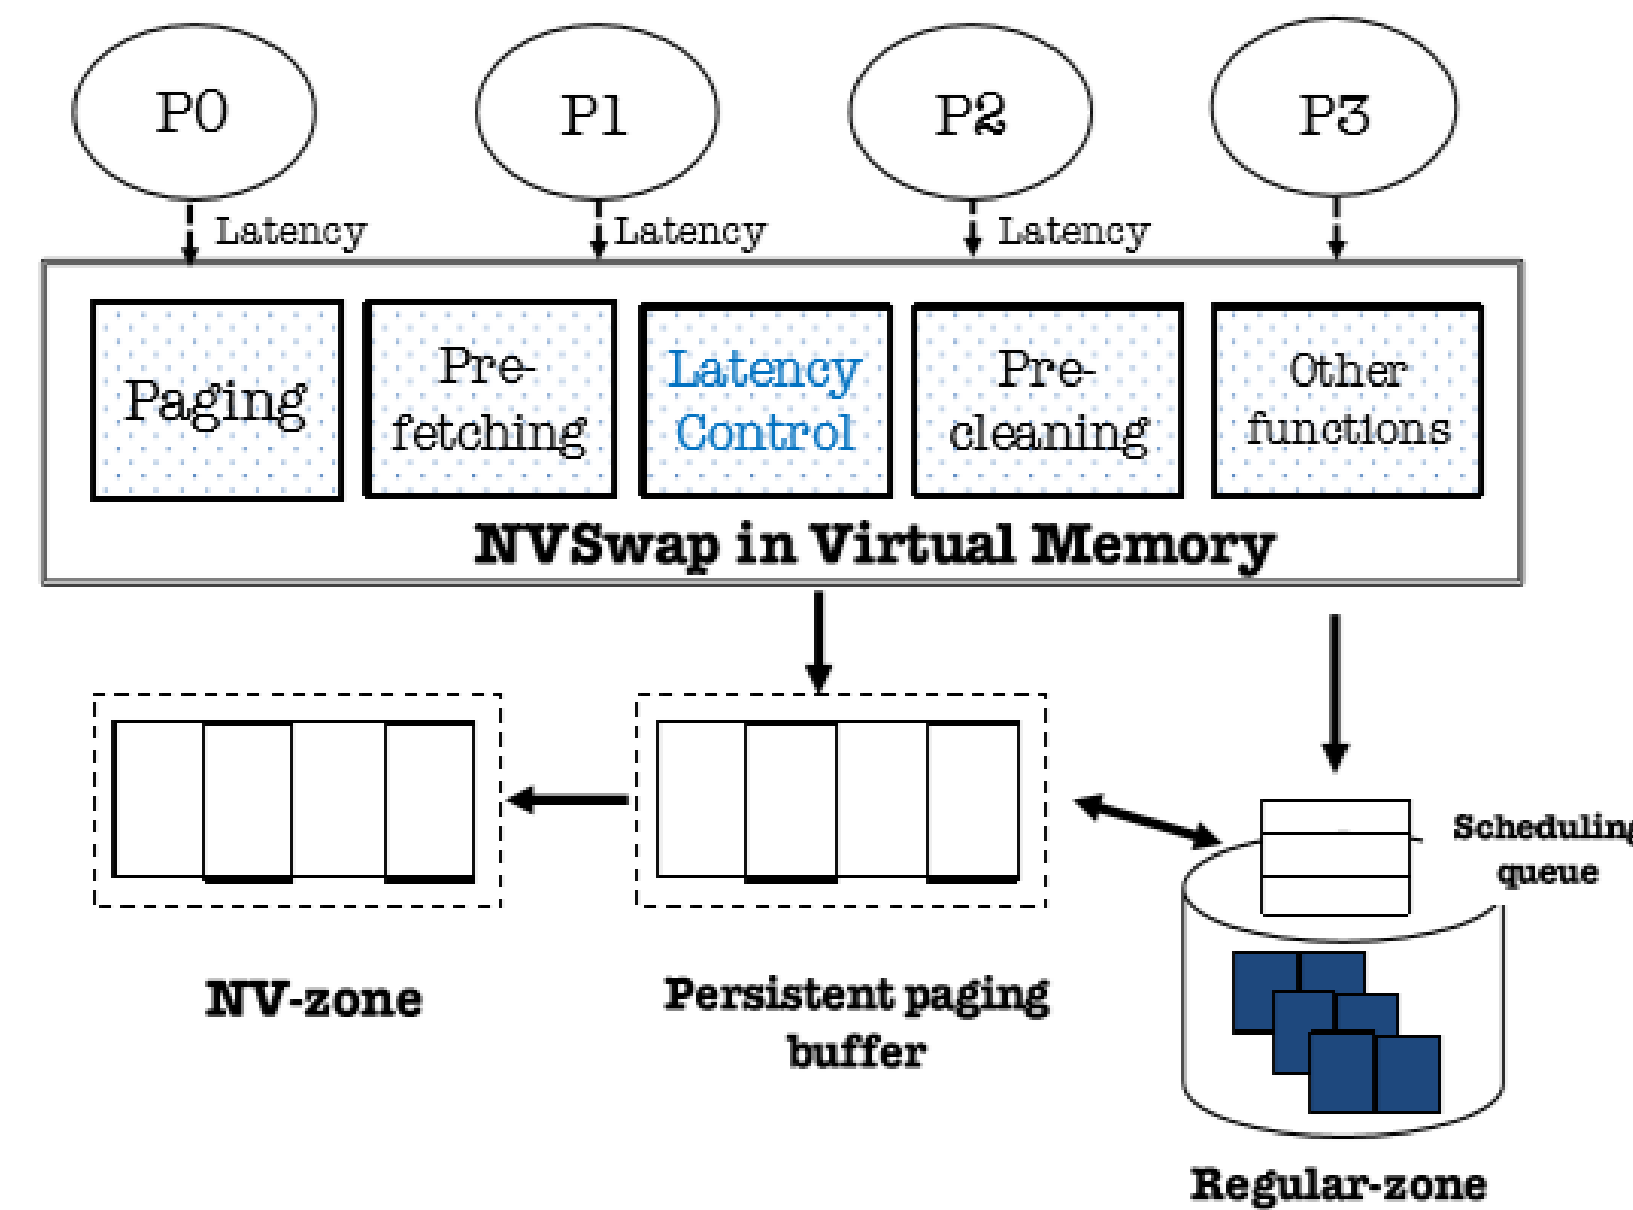 P0
P1
P2
P3
Latency
Latency
Latency
Paging
Pre-
fetching
Latency
Control
Pre-
cleaning
Other
functions
NVSwap in Virtual Memory
Scheduling
queue
NV-zone
Persistent paging
buffer
Regular-zone